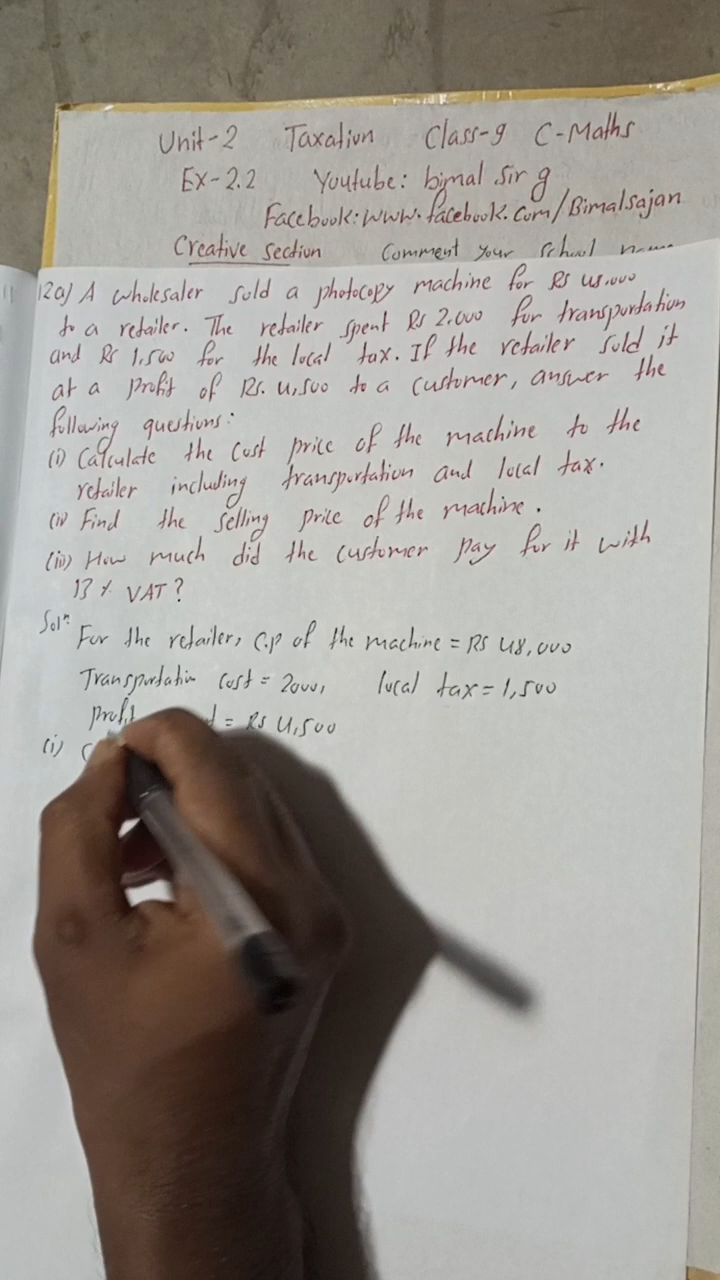 Unit-2 Taxation Class-9 C-Maths
Ex-2.2 Youtube: bimal sir g
Facebook: www.facebook.com/Bimalsajan
Creative section Comment your school name
12a) A wholesaler sold a photocopy machine for Rs 48,000
to a retailer. The retailer spent Rs 2,000 for transportation
and Rs 1,500 for the local tax. If the retailer sold it
at a profit of Rs. 4,500 to a customer, answer the
following questions:
(i) Calculate the cost price of the machine to the
retailer including transportation and local tax.
(ii) Find the selling price of the machine.
(iii) How much did the customer pay for it with
13% VAT?
Solⁿ
For the retailer, C.P of the machine = Rs 48,000
Transportation cost = 2000, local tax = 1,500
profit = Rs 4,500
(i) C